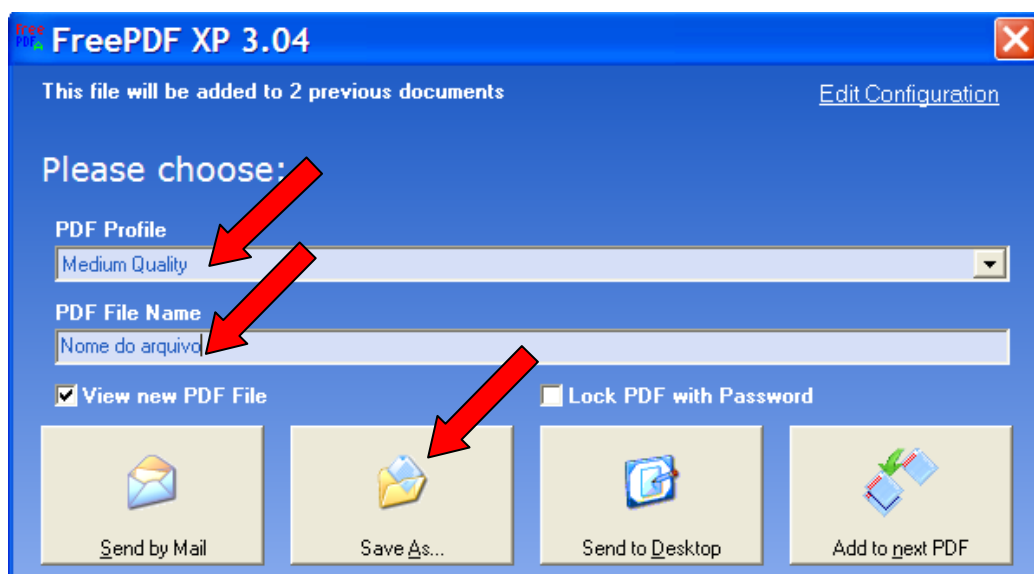 free
PDF FreePDF XP 3.04
This file will be added to 2 previous documents
Edit Configuration
Please choose:
PDF Profile
Medium Quality
PDF File Name
Nome do arquivo
View new PDF File
Lock PDF with Password
Send by Mail
Save As...
Send to Desktop
Add to next PDF